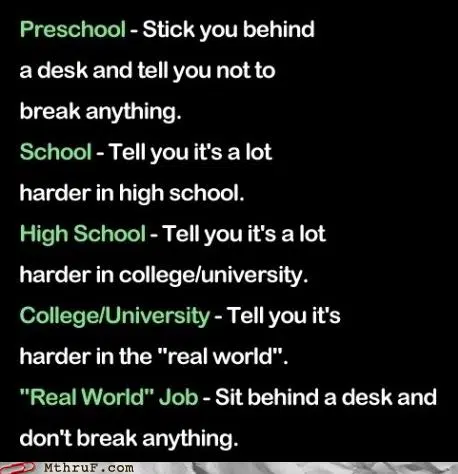 Preschool - Stick you behind
a desk and tell you not to
break anything.
School - Tell you it's a lot
harder in high school.
High School - Tell you it's a lot
harder in college/university.
College/University - Tell you it's
harder in the "real world".
"Real World" Job - Sit behind a desk and
don't break anything.
MthruF.com